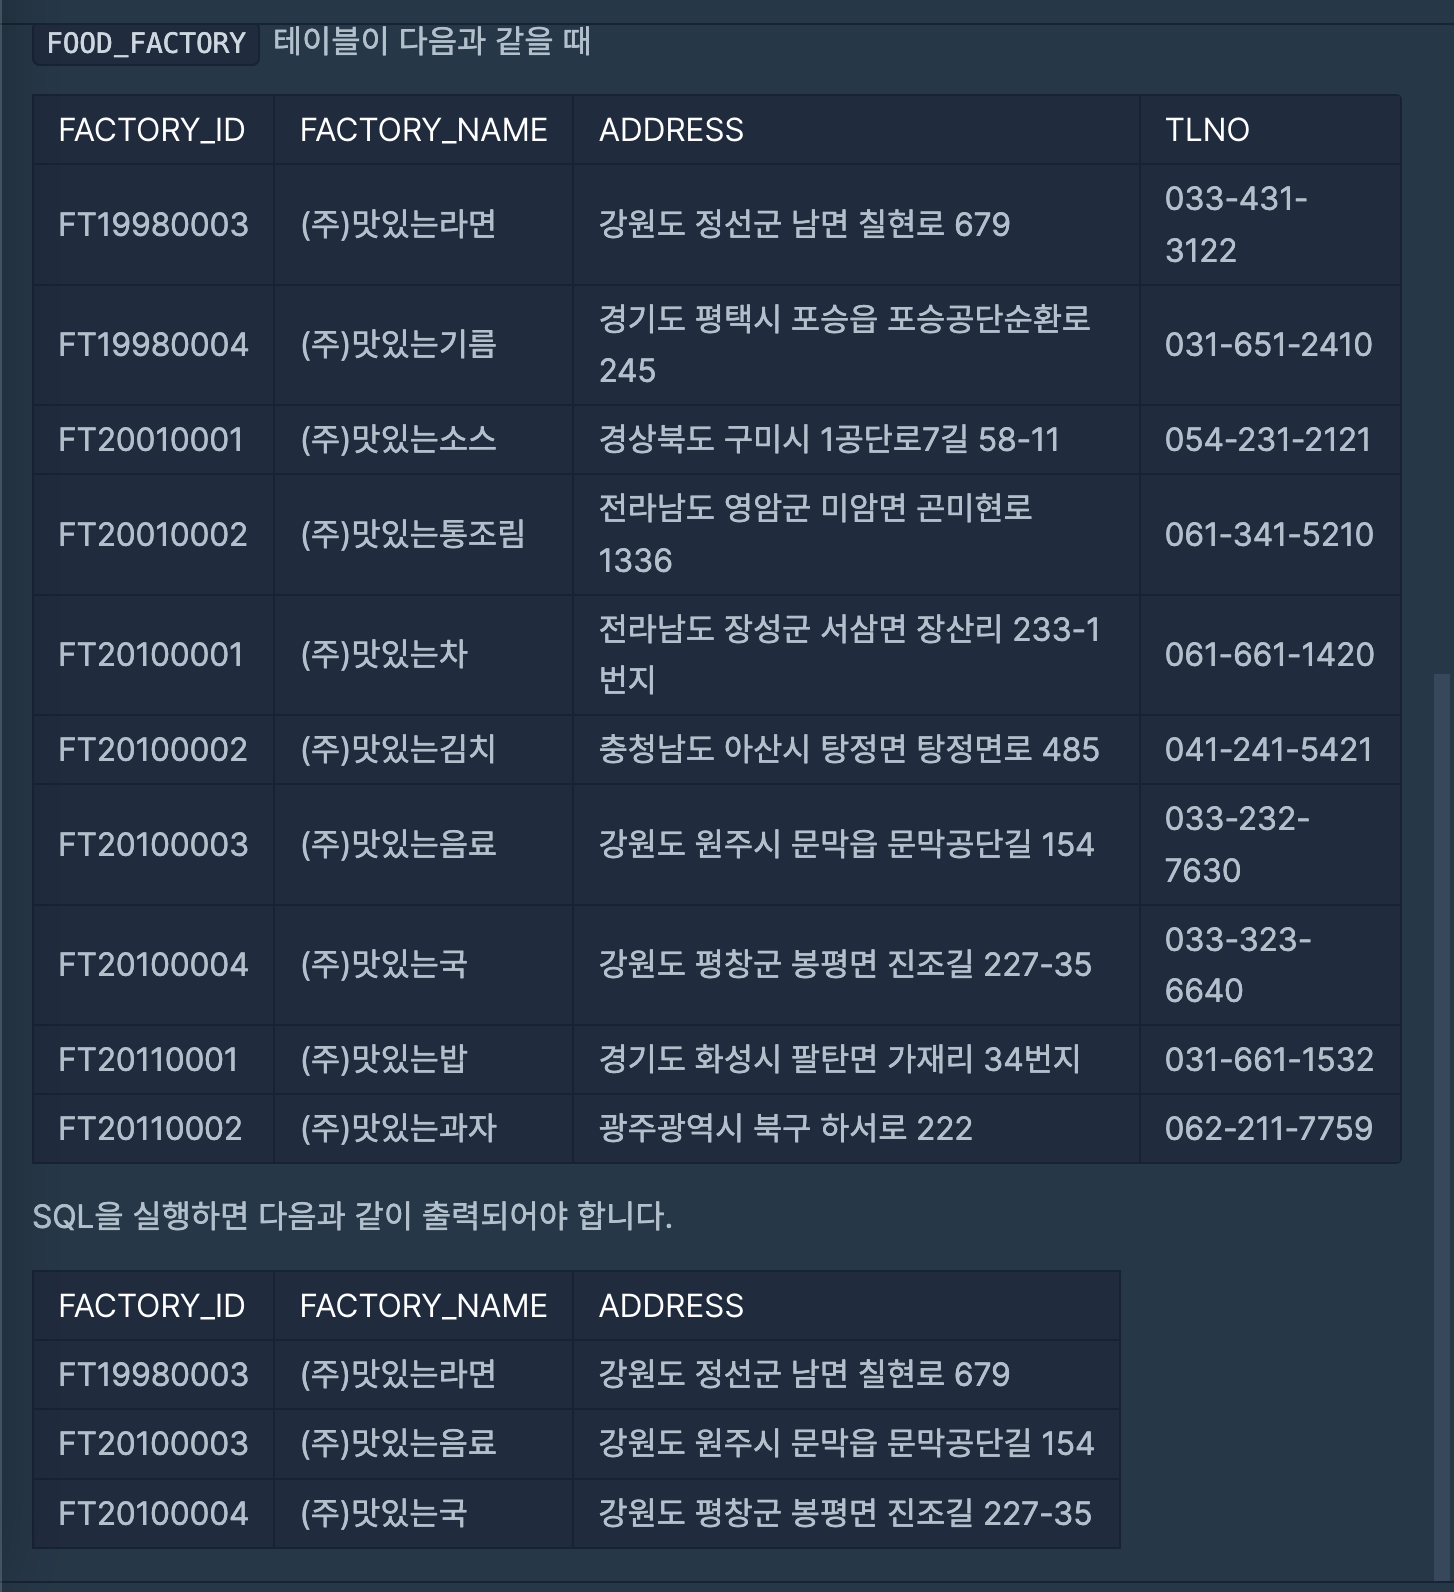 FOOD_FACTORY 테이블이 다음과 같을 때
FACTORY_ID FACTORY_NAME ADDRESS TLNO
FT19980003 (주)맛있는라면 강원도 정선군 남면 칠현로 679 033-431-
3122
FT19980004 (주)맛있는기름 경기도 평택시 포승읍 포승공단순환로
245 031-651-2410
FT20010001 (주)맛있는소스 경상북도 구미시 1공단로7길 58-11 054-231-2121
FT20010002 (주)맛있는통조림 전라남도 영암군 미암면 곤미현로
1336 061-341-5210
FT20100001 (주)맛있는차 전라남도 장성군 서삼면 장산리 233-1
번지 061-661-1420
FT20100002 (주)맛있는김치 충청남도 아산시 탕정면 탕정면로 485 041-241-5421
FT20100003 (주)맛있는음료 강원도 원주시 문막읍 문막공단길 154 033-232-
7630
FT20100004 (주)맛있는국 강원도 평창군 봉평면 진조길 227-35 033-323-
6640
FT20110001 (주)맛있는밥 경기도 화성시 팔탄면 가재리 34번지 031-661-1532
FT20110002 (주)맛있는과자 광주광역시 북구 하서로 222 062-211-7759
SQL을 실행하면 다음과 같이 출력되어야 합니다.
FACTORY_ID FACTORY_NAME ADDRESS
FT19980003 (주)맛있는라면 강원도 정선군 남면 칠현로 679
FT20100003 (주)맛있는음료 강원도 원주시 문막읍 문막공단길 154
FT20100004 (주)맛있는국 강원도 평창군 봉평면 진조길 227-35